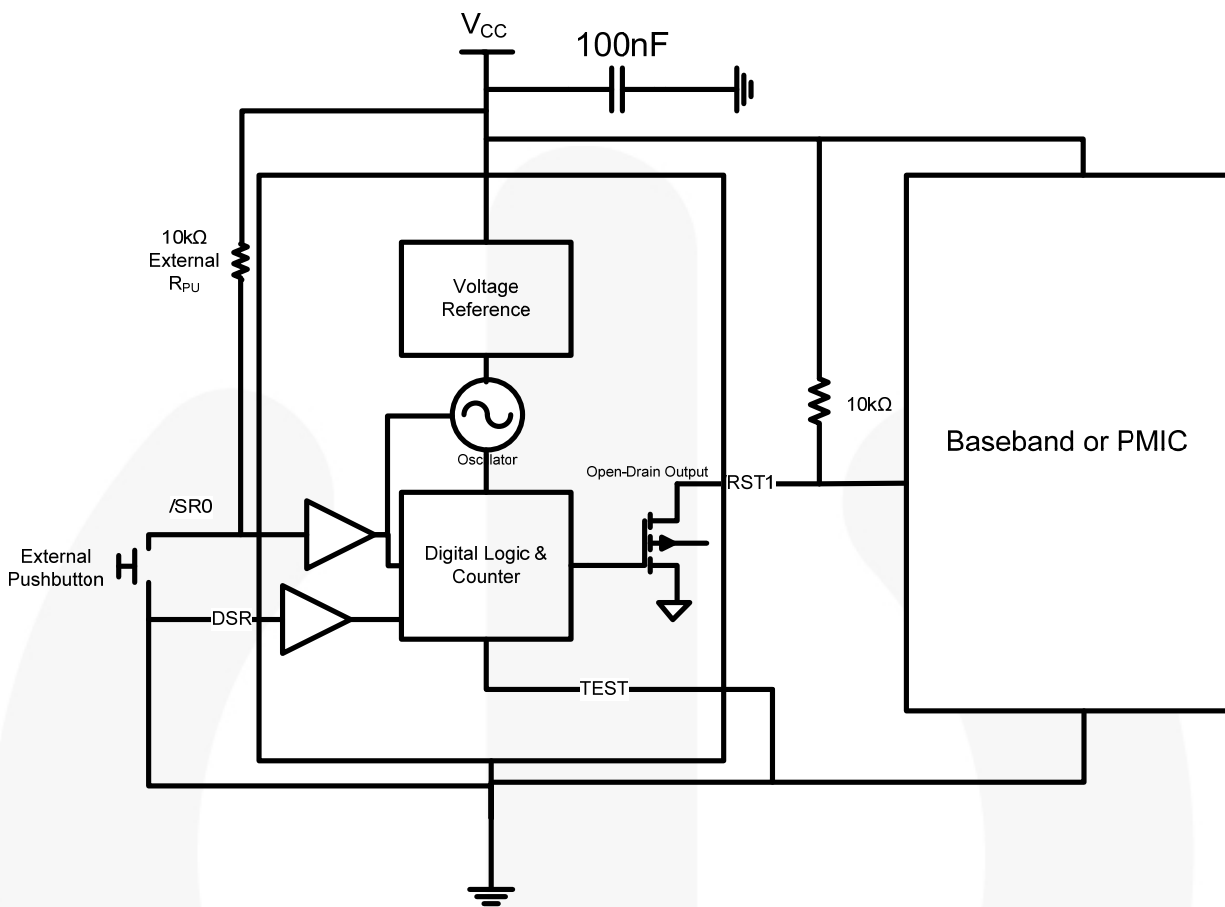 VCC
100nF
10kΩ
External
RPU
Voltage
Reference
Oscillator
10kΩ
Baseband or PMIC
Open-Drain Output
RST1
/SR0
External
Pushbutton
Digital Logic &
Counter
DSR
TEST